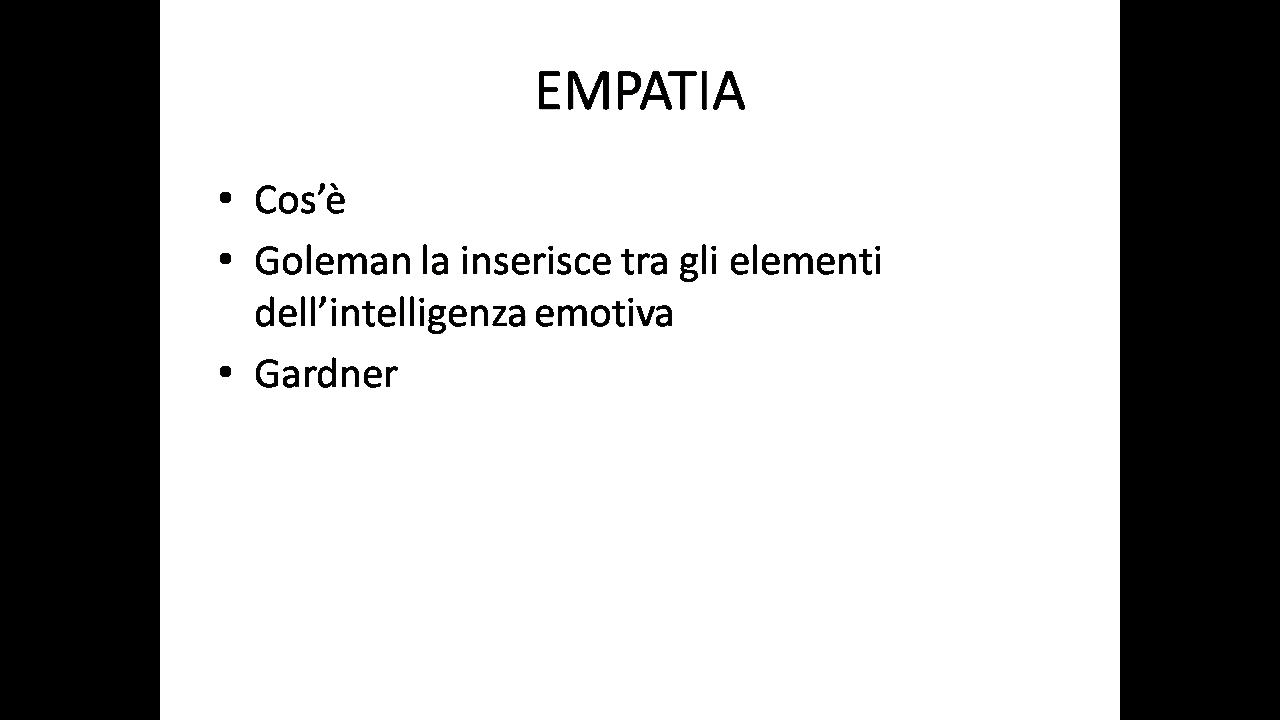 EMPATIA
• Cos’è
• Goleman la inserisce tra gli elementi
dell’intelligenza emotiva
• Gardner